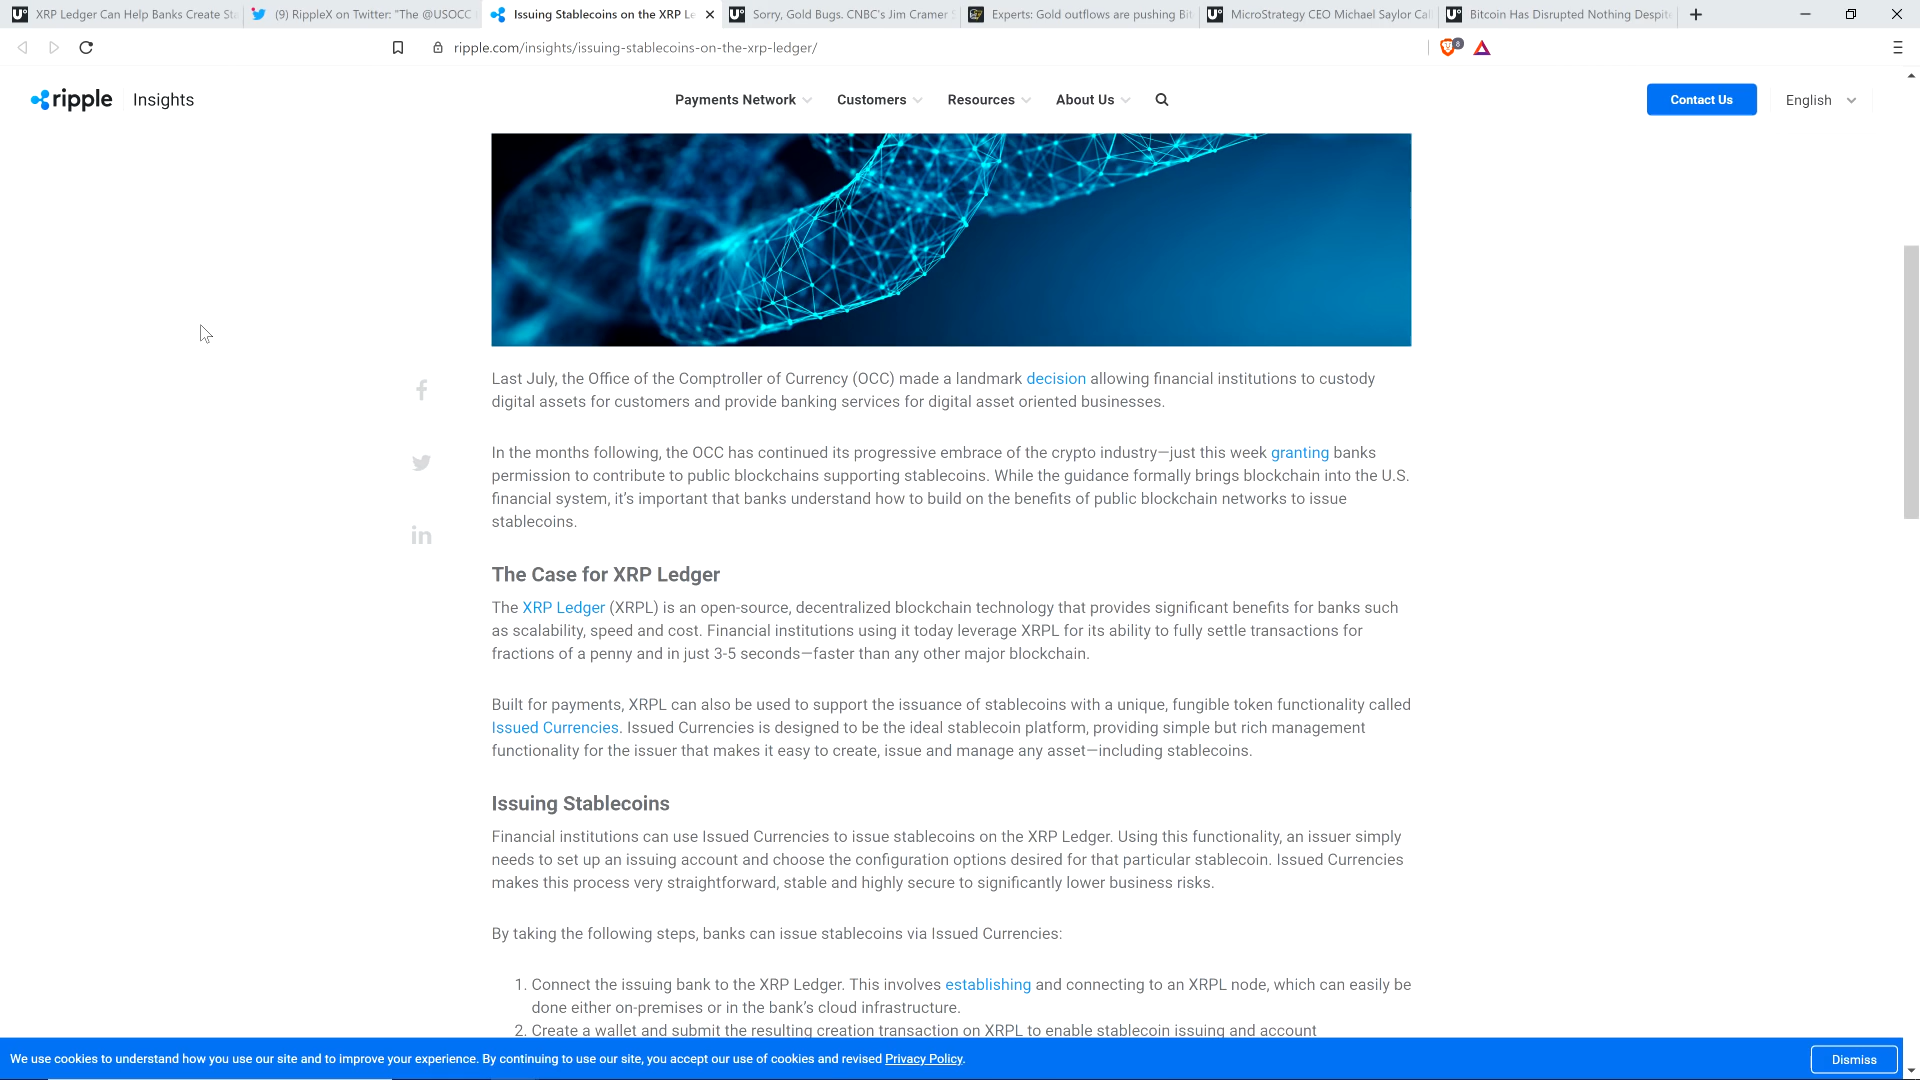 XRP Ledger Can Help Banks Create Sta
(9) RippleX on Twitter: "The @USOCC
Issuing Stablecoins on the XRP Le
Sorry, Gold Bugs. CNBC's Jim Cramer S
Experts: Gold outflows are pushing Bit
MicroStrategy CEO Michael Saylor Call
Bitcoin Has Disrupted Nothing Despite
ripple.com/insights/issuing-stablecoins-on-the-xrp-ledger/
8
ripple Insights
Payments Network
Customers
Resources
About Us
Contact Us
English
Last July, the Office of the Comptroller of Currency (OCC) made a landmark decision allowing financial institutions to custody
digital assets for customers and provide banking services for digital asset oriented businesses.
In the months following, the OCC has continued its progressive embrace of the crypto industry—just this week granting banks
permission to contribute to public blockchains supporting stablecoins. While the guidance formally brings blockchain into the U.S.
financial system, it’s important that banks understand how to build on the benefits of public blockchain networks to issue
stablecoins.
The Case for XRP Ledger
The XRP Ledger (XRPL) is an open-source, decentralized blockchain technology that provides significant benefits for banks such
as scalability, speed and cost. Financial institutions using it today leverage XRPL for its ability to fully settle transactions for
fractions of a penny and in just 3-5 seconds—faster than any other major blockchain.
Built for payments, XRPL can also be used to support the issuance of stablecoins with a unique, fungible token functionality called
Issued Currencies. Issued Currencies is designed to be the ideal stablecoin platform, providing simple but rich management
functionality for the issuer that makes it easy to create, issue and manage any asset—including stablecoins.
Issuing Stablecoins
Financial institutions can use Issued Currencies to issue stablecoins on the XRP Ledger. Using this functionality, an issuer simply
needs to set up an issuing account and choose the configuration options desired for that particular stablecoin. Issued Currencies
makes this process very straightforward, stable and highly secure to significantly lower business risks.
By taking the following steps, banks can issue stablecoins via Issued Currencies:
1. Connect the issuing bank to the XRP Ledger. This involves establishing and connecting to an XRPL node, which can easily be
done either on-premises or in the bank’s cloud infrastructure.
2. Create a wallet and submit the resulting creation transaction on XRPL to enable stablecoin issuing and account
We use cookies to understand how you use our site and to improve your experience. By continuing to use our site, you accept our use of cookies and revised Privacy Policy.
Dismiss